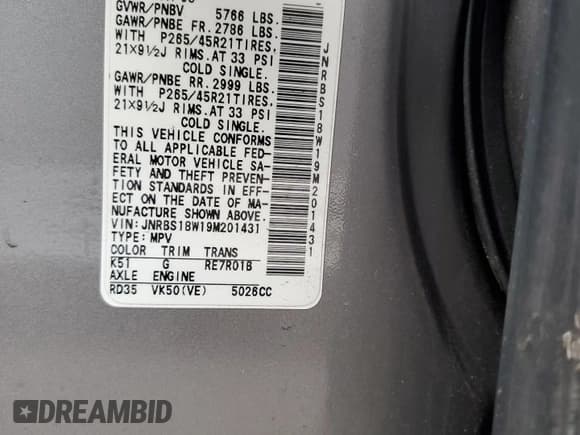 GVWR/PNBV 5766 LBS.
GAWR/PNBE FR. 2786 LBS.
WITH P265/45R21TIRES,
21X9½J RIMS.AT 33 PSI
COLD SINGLE.
GAWR/PNBE RR. 2999 LBS.
WITH P265/45R21TIRES,
21X9½J RIMS.AT 33 PSI
COLD SINGLE.
THIS VEHICLE CONFORMS
TO ALL APPLICABLE FED-
ERAL MOTOR VEHICLE SA-
FETY AND THEFT PREVEN-
TION STANDARDS IN EFF-
ECT ON THE DATE OF MA-
NUFACTURE SHOWN ABOVE.
VIN: JNRBS18W19M201431
TYPE: MPV
COLOR TRIM TRANS
K51 G RE7R01B
AXLE ENGINE
RD35 VK50(VE) 5026CC
JNRBS18W19M201431
DREAMBID